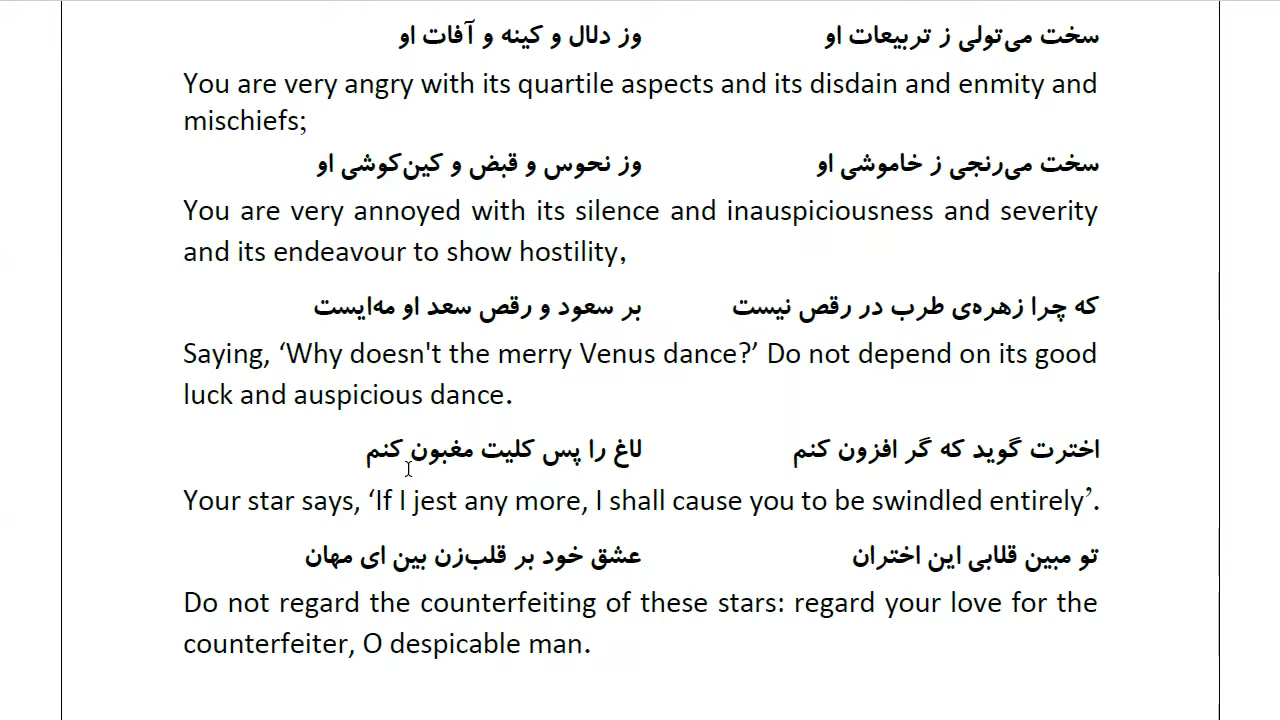 سخت می‌تولی ز تربیعات او وز دلال و کینه و آفات او
You are very angry with its quartile aspects and its disdain and enmity and
mischiefs;
سخت می‌رنجی ز خاموشی او وز نحوس و قبض و کین‌کوشی او
You are very annoyed with its silence and inauspiciousness and severity
and its endeavour to show hostility,
که چرا زهره‌ی طرب در رقص نیست بر سعود و رقص سعد او مه‌ایست
Saying, ‘Why doesn't the merry Venus dance?’ Do not depend on its good
luck and auspicious dance.
اخترت گوید که گر افزون کنم لاغ را پس کلیت مغبون کنم
Your star says, ‘If I jest any more, I shall cause you to be swindled entirely’.
تو مبین قلابی این اختران عشق خود بر قلب‌زن بین ای مهان
Do not regard the counterfeiting of these stars: regard your love for the
counterfeiter, O despicable man.